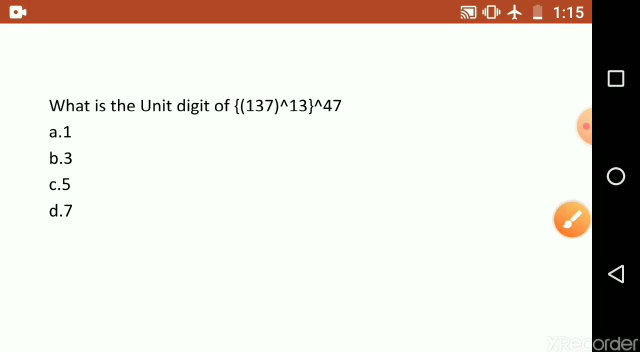 1:15
What is the Unit digit of {(137)^13}^47
a.1
b.3
c.5
d.7
XRecorder